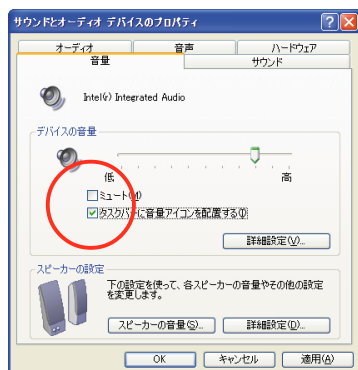 サウンドとオーディオ デバイスのプロパティ
オーディオ 音声 ハードウェア
音量 サウンド
Intel(r) Integrated Audio
デバイスの音量
低 高
ミュート(M)
タスクバーに音量アイコンを配置する(I)
詳細設定(V)...
スピーカーの設定
下の設定を使って、各スピーカーの音量やその他の設定
を変更します。
スピーカーの音量(S)... 詳細設定(D)...
OK キャンセル 適用(A)